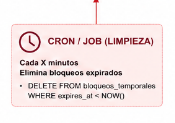 CRON / JOB (LIMPIEZA)
Cada X minutos
Elimina bloqueos expirados
• DELETE FROM bloqueos_temporales
WHERE expires_at < NOW()